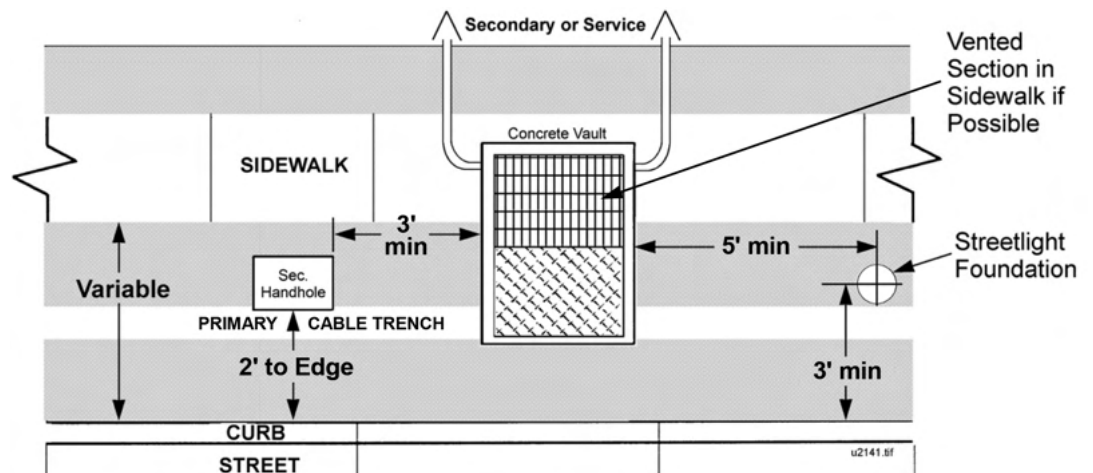 Secondary or Service
Vented
Section in
Sidewalk if
Possible
Concrete Vault
SIDEWALK
3'
min
5' min
Streetlight
Foundation
Sec.
Handhole
Variable
PRIMARY CABLE TRENCH
2' to Edge
3' min
CURB
STREET
u2141.tif